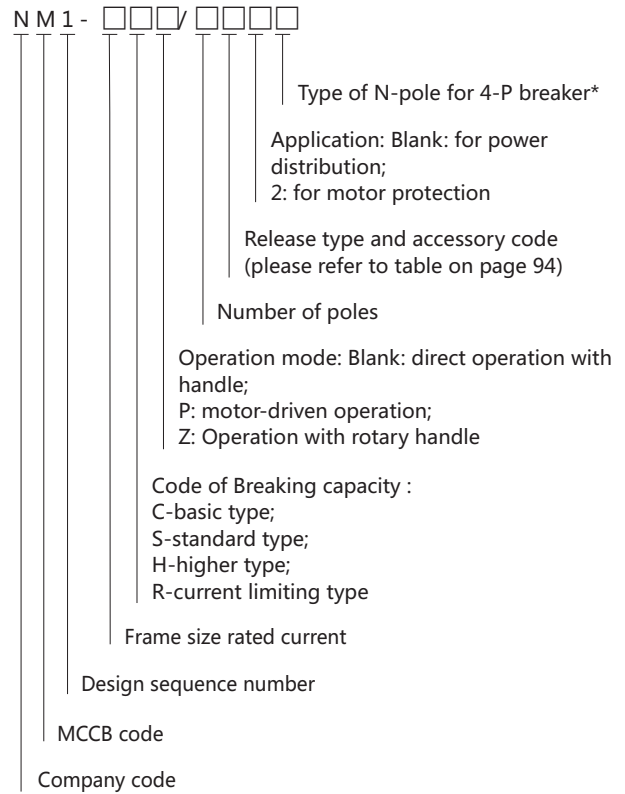 NM1- □□□/ □□□□
Type of N-pole for 4-P breaker*
Application: Blank: for power
distribution;
2: for motor protection
Release type and accessory code
(please refer to table on page 94)
Number of poles
Operation mode: Blank: direct operation with
handle;
P: motor-driven operation;
Z: Operation with rotary handle
Code of Breaking capacity :
C-basic type;
S-standard type;
H-higher type;
R-current limiting type
Frame size rated current
Design sequence number
MCCB code
Company code